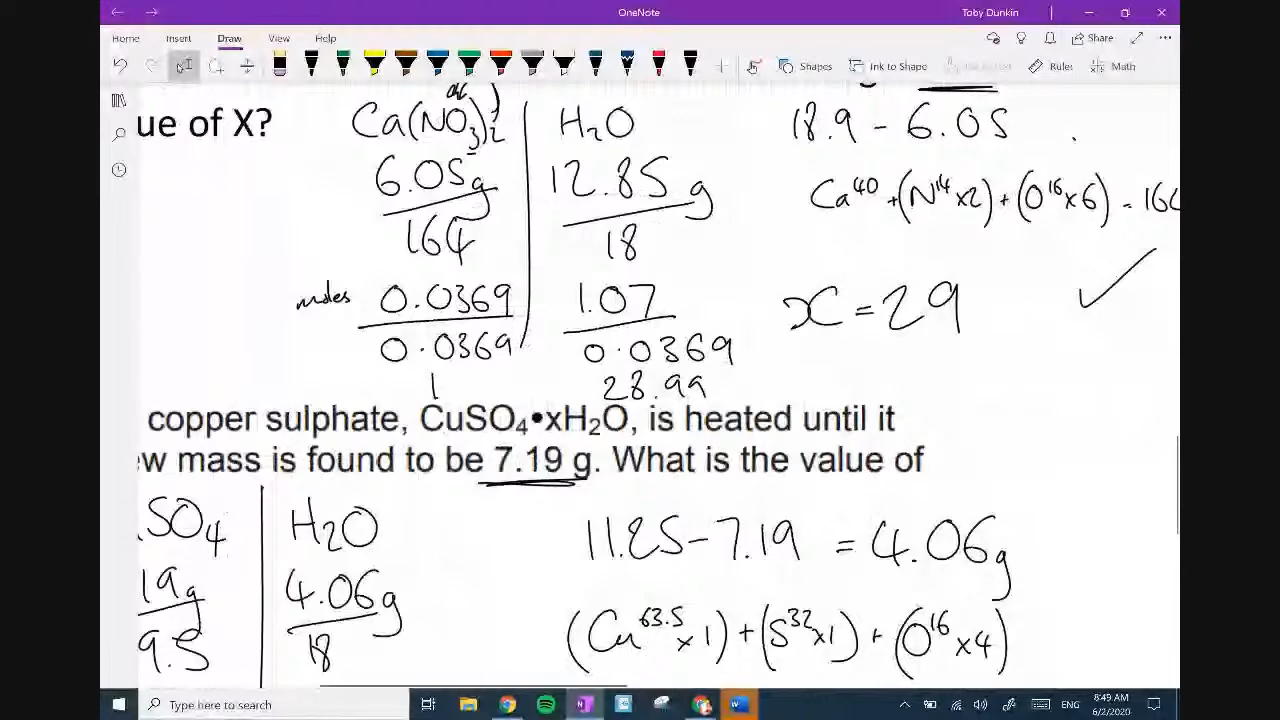 OneNote
Toby Dunkin
Home Insert Draw View Help
Share
Shapes Ink to Shape Rules Math
ue of X?
Ca(NO3)2 H2O
18.9 - 6.05
6.05g 12.85g
164 18
Ca40 +(N14 x2) + (O16 x6) = 164
moles 0.0369 1.07
x = 29
0.0369 0.0369
1 28.99
copper sulphate, CuSO4•xH2O, is heated until it
w mass is found to be 7.19 g. What is the value of
SO4 H2O
11.25-7.19 = 4.06g
19g 4.06g
9.5 18
(Cu63.5 x1) + (S32 x1) + (O16 x4)
Type here to search
8:49 AM
6/2/2020